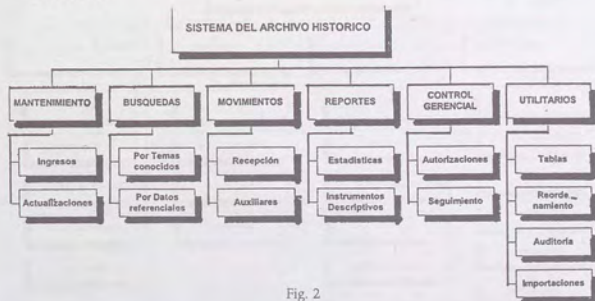 SISTEMA DEL ARCHIVO HISTORICO
MANTENIMIENTO
BUSQUEDAS
MOVIMIENTOS
REPORTES
CONTROL
GERENCIAL
UTILITARIOS
Ingresos
Actualizaciones
Por Temas
conocidos
Por Datos
referenciales
Recepción
Auxiliares
Estadísticas
Instrumentos
Descriptivos
Autorizaciones
Seguimiento
Tablas
Reorde
namiento
Auditoría
Importaciones
Fig. 2